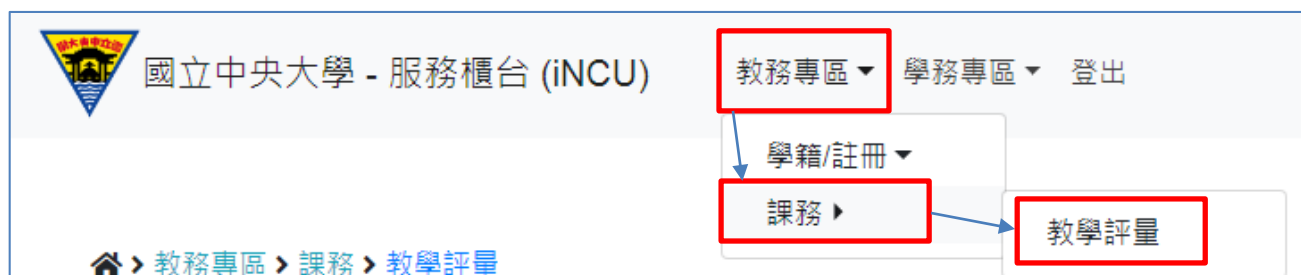 國立中央大學 - 服務櫃台 (iNCU)
教務專區 學務專區 登出
學籍/註冊
課務
教學評量
教務專區 > 課務 > 教學評量